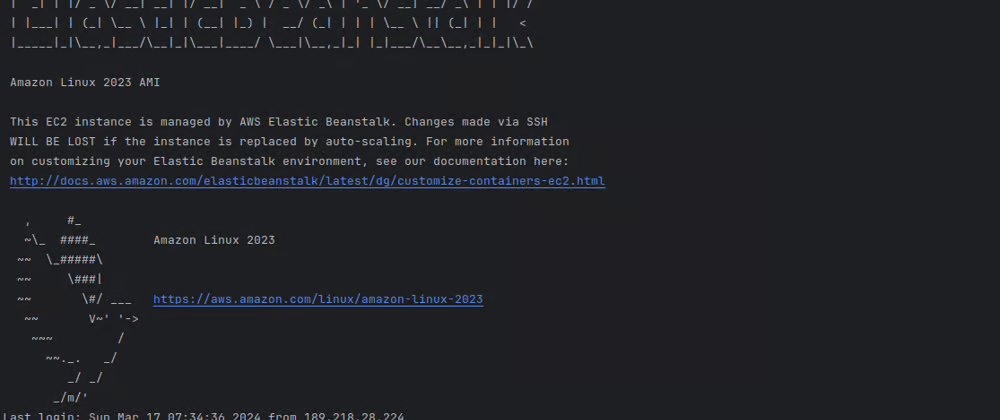 Amazon Linux 2023 AMI
This EC2 instance is managed by AWS Elastic Beanstalk. Changes made via SSH
WILL BE LOST if the instance is replaced by auto-scaling. For more information
on customizing your Elastic Beanstalk environment, see our documentation here:
http://docs.aws.amazon.com/elasticbeanstalk/latest/dg/customize-containers-ec2.html
Amazon Linux 2023
https://aws.amazon.com/linux/amazon-linux-2023
Last login: Sun Mar 17 07:34:36 2024 from 189.218.28.224